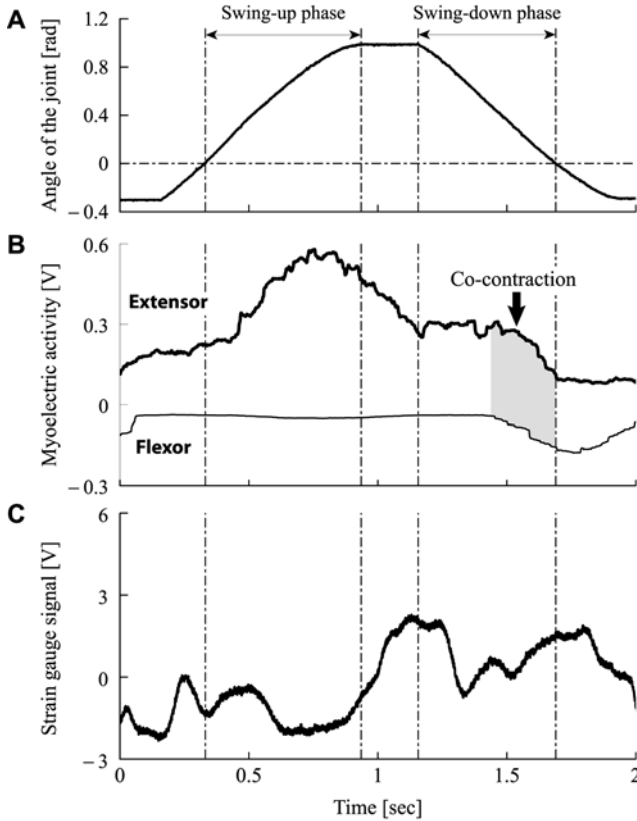 A
Swing-up phase
Swing-down phase
Angle of the joint [rad]
1.2
0.8
0.4
0
−0.4
B
Myoelectric activity [V]
0.6
0.3
0
−0.3
Extensor
Co-contraction
Flexor
C
Strain gauge signal [V]
6
3
0
−3
0
0.5
1
1.5
2
Time [sec]